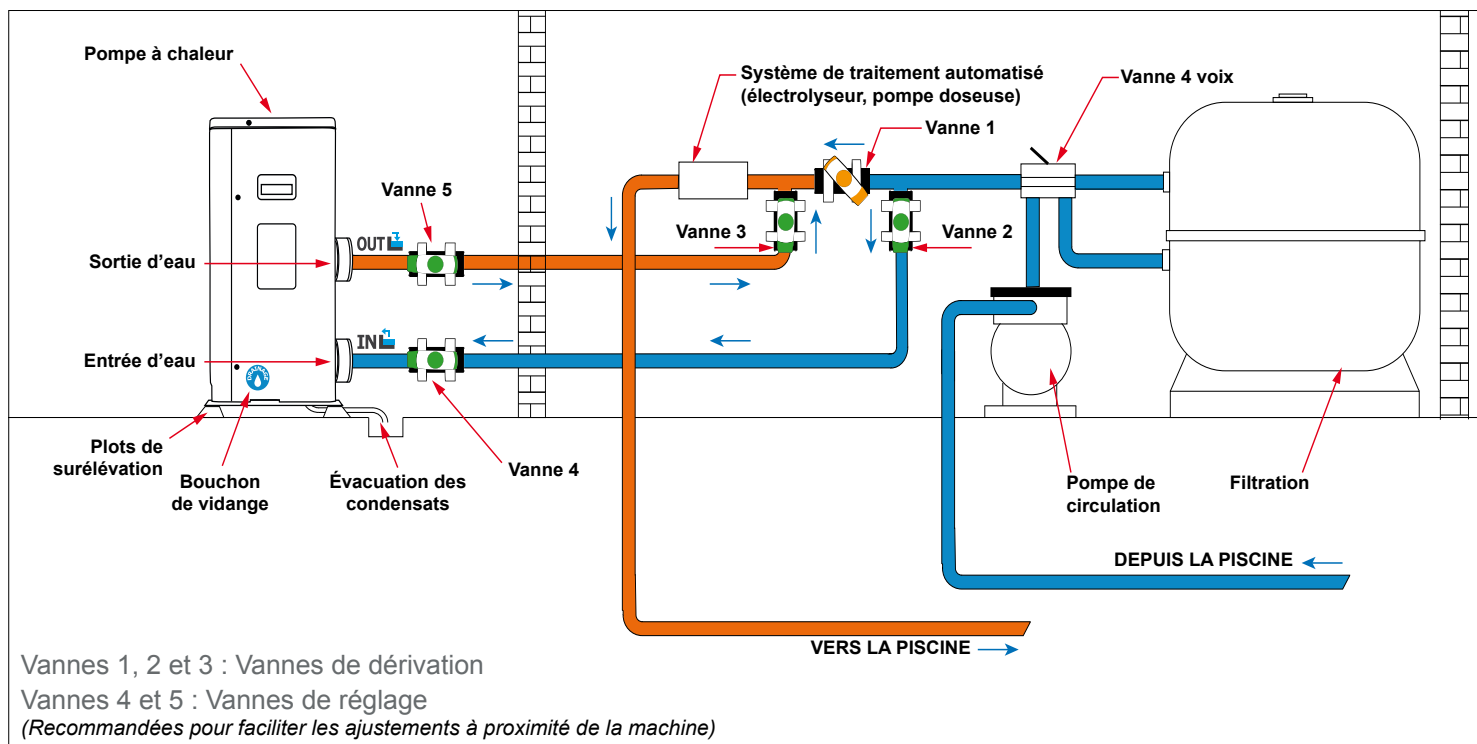 Pompe à chaleur
Système de traitement automatisé
(électrolyseur, pompe doseuse)
Vanne 4 voix
Vanne 1
Vanne 5
Vanne 3
Vanne 2
OUT
Sortie d'eau
IN
Entrée d'eau
Plots de
surélévation
Bouchon
de vidange
Évacuation des
condensats
Vanne 4
Pompe de
circulation
Filtration
DEPUIS LA PISCINE
VERS LA PISCINE
Vannes 1, 2 et 3 : Vannes de dérivation
Vannes 4 et 5 : Vannes de réglage
(Recommandées pour faciliter les ajustements à proximité de la machine)